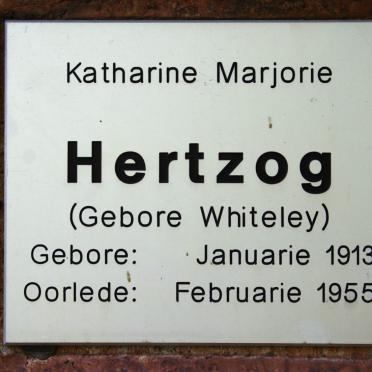 Katharine Marjorie
Hertzog
(Gebore Whiteley)
Gebore: Januarie 1913
Oorlede: Februarie 1955